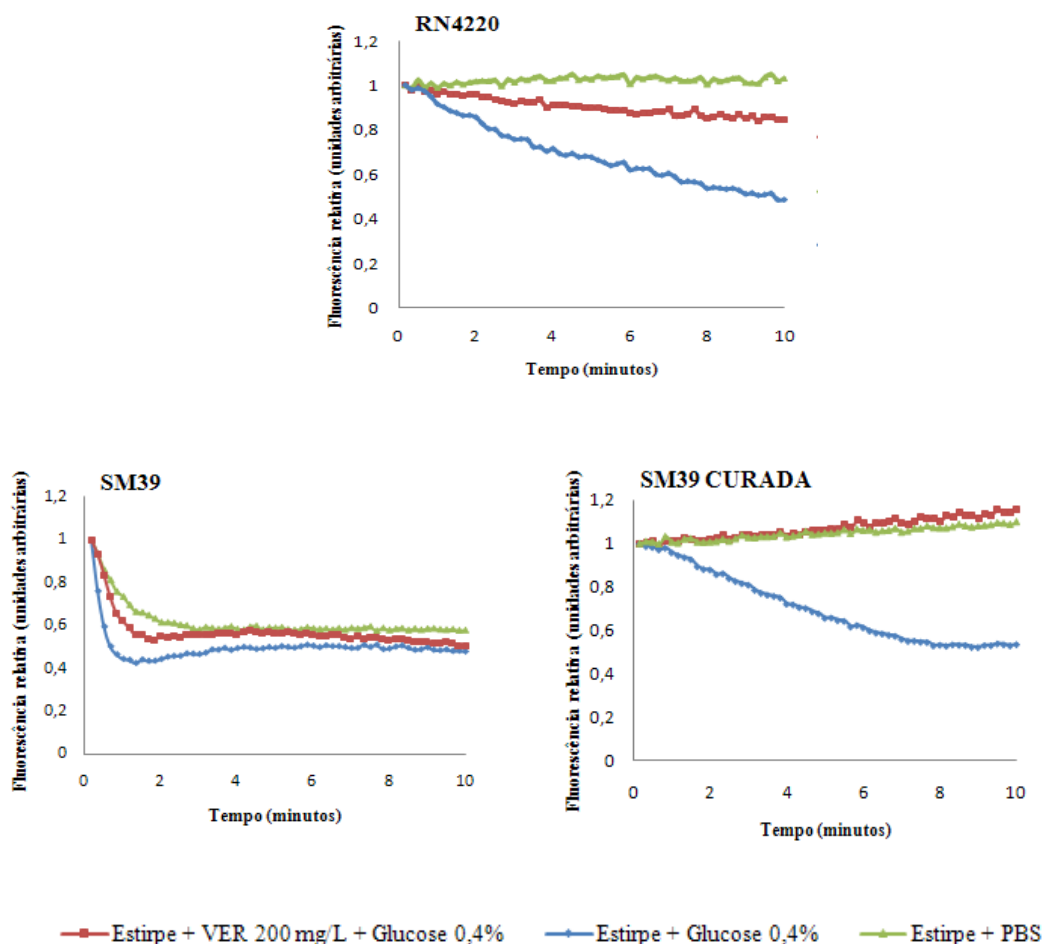 RN4220
Fluorescência relativa (unidades arbitrárias)
1,2
1
0,8
0,6
0,4
0,2
0
0 2 4 6 8 10
Tempo (minutos)
SM39
Fluorescência relativa (unidades arbitrárias)
1,2
1
0,8
0,6
0,4
0,2
0
0 2 4 6 8 10
Tempo (minutos)
SM39 CURADA
Fluorescência relativa (unidades arbitrárias)
1,2
1
0,8
0,6
0,4
0,2
0
0 2 4 6 8 10
Tempo (minutos)
Estirpe + VER 200 mg/L + Glucose 0,4% Estirpe + Glucose 0,4% Estirpe + PBS